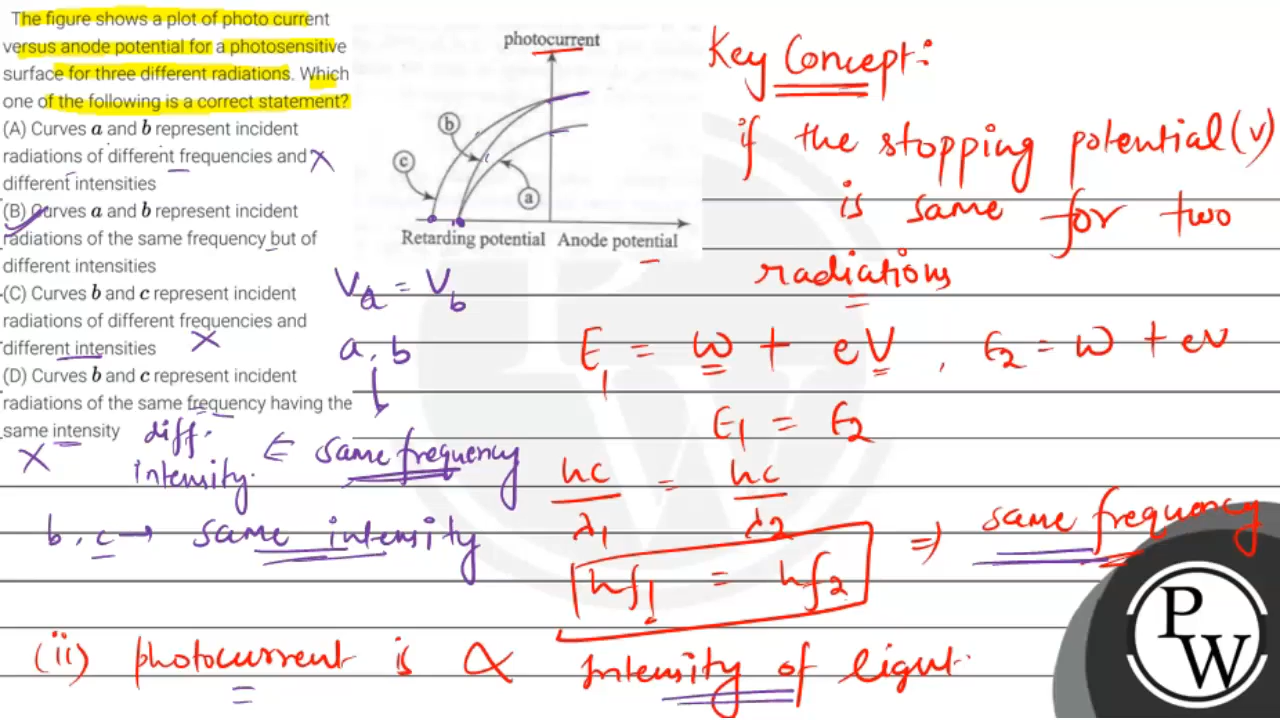 The figure shows a plot of photo current
versus anode potential for a photosensitive
surface for three different radiations. Which
one of the following is a correct statement?
(A) Curves a and b represent incident
radiations of different frequencies and
different intensities
(B) Curves a and b represent incident
radiations of the same frequency but of
different intensities
(C) Curves b and c represent incident
radiations of different frequencies and
different intensities
(D) Curves b and c represent incident
radiations of the same frequency having the
same intensity
photocurrent
b
c
a
Retarding potential Anode potential
Key Concept:
if the stopping potential (v)
is same for two
radiations
E1 = W + eV, E2 = W + eV
E1 = E2
hc/λ1 = hc/λ2
hf1 = hf2 ⇒ same frequency
Va = Vb
a, b
diff. intensity. ∈ same frequency
b, c → same intensity
(ii) photocurrent is ∝ intensity of light.
PW